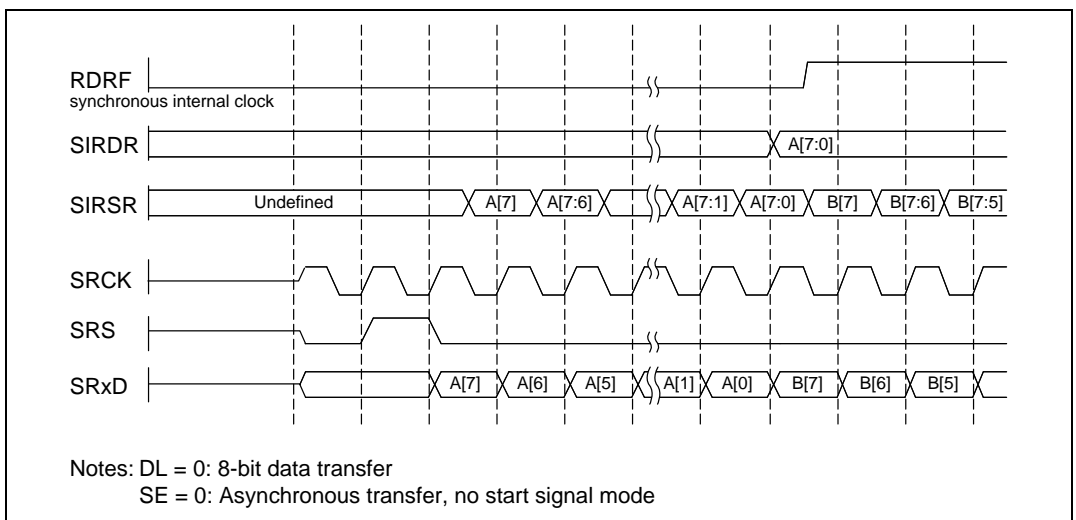 RDRF
synchronous internal clock
SIRDR
A[7:0]
SIRSR
Undefined A[7] A[7:6] A[7:1] A[7:0] B[7] B[7:6] B[7:5]
SRCK
SRS
SRxD
A[7] A[6] A[5] A[1] A[0] B[7] B[6] B[5]
Notes: DL = 0: 8-bit data transfer
SE = 0: Asynchronous transfer, no start signal mode